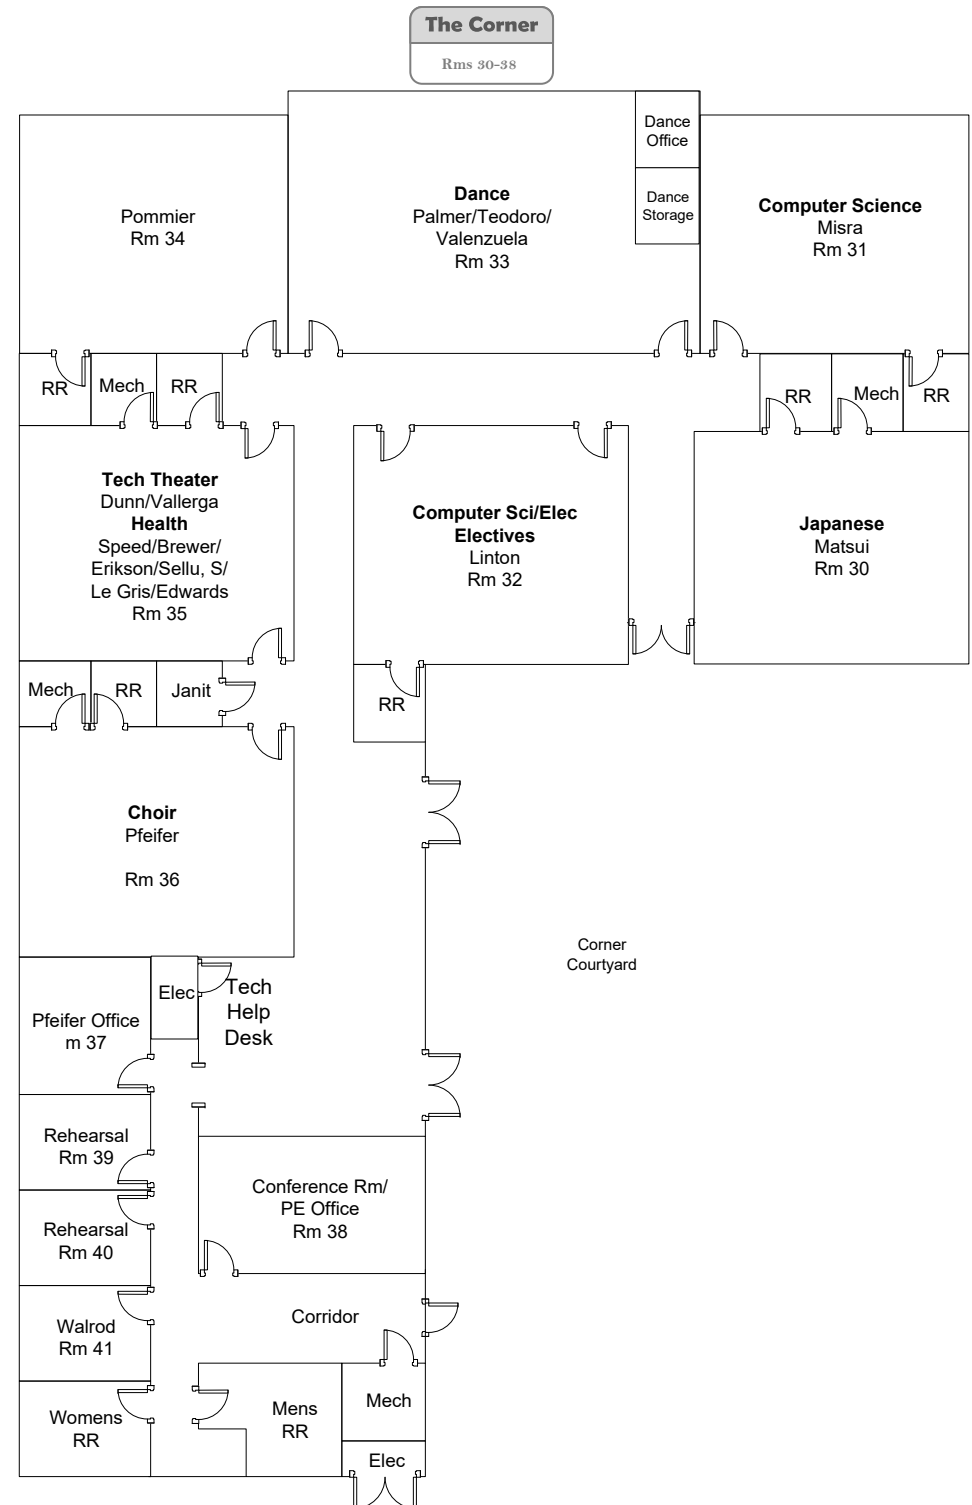 The Corner
Rms 30-38
Dance
Office
Dance
Storage
Pommier
Rm 34
Dance
Palmer/Teodoro/
Valenzuela
Rm 33
Computer Science
Misra
Rm 31
RR
Mech
RR
RR
Mech
RR
Tech Theater
Dunn/Vallerga
Health
Speed/Brewer/
Erikson/Sellu, S/
Le Gris/Edwards
Rm 35
Computer Sci/Elec
Electives
Linton
Rm 32
Japanese
Matsui
Rm 30
Mech
RR
Janit
RR
Choir
Pfeifer
Rm 36
Corner
Courtyard
Elec
Tech
Help
Desk
Pfeifer Office
m 37
Rehearsal
Rm 39
Conference Rm/
PE Office
Rm 38
Rehearsal
Rm 40
Corridor
Walrod
Rm 41
Mech
Womens
RR
Mens
RR
Elec